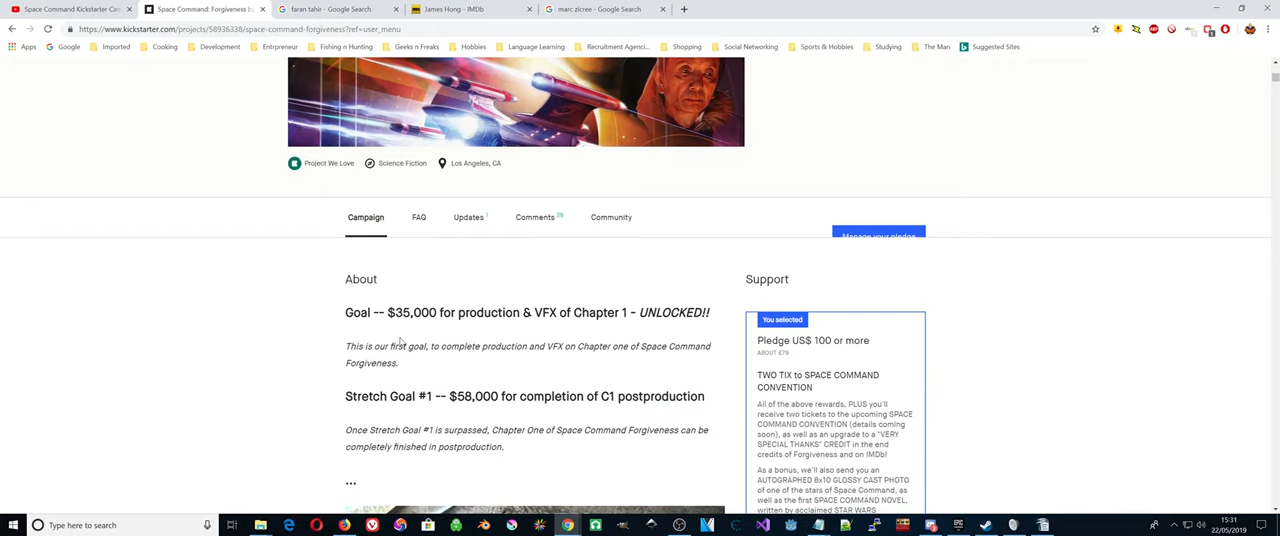 Space Command Kickstarter Can
Space Command: Forgiveness by
faran tahir - Google Search
James Hong - IMDb
marc zicree - Google Search
https://www.kickstarter.com/projects/58936338/space-command-forgiveness?ref=user_menu
Apps Google Imported Cooking Development Entrpreneur Fishing n Hunting Geeks n Freaks Hobbies Language Learning Recruitment Agenci... Shopping Social Networking Sports & Hobbies Studying The Man Suggested Sites
Project We Love Science Fiction Los Angeles, CA
Campaign FAQ Updates 1 Comments 28 Community
Manage your pledge
About
Goal -- $35,000 for production & VFX of Chapter 1 - UNLOCKED!!
This is our first goal, to complete production and VFX on Chapter one of Space Command
Forgiveness.
Stretch Goal #1 -- $58,000 for completion of C1 postproduction
Once Stretch Goal #1 is surpassed, Chapter One of Space Command Forgiveness can be
completely finished in postproduction.
...
Support
You selected
Pledge US$ 100 or more
ABOUT £79
TWO TIX to SPACE COMMAND
CONVENTION
All of the above rewards, PLUS you'll
receive two tickets to the upcoming SPACE
COMMAND CONVENTION (details coming
soon), as well as an upgrade to a "VERY
SPECIAL THANKS" CREDIT in the end
credits of Forgiveness and on IMDb!
As a bonus, we'll also send you an
AUTOGRAPHED 8x10 GLOSSY CAST PHOTO
of one of the stars of Space Command, as
well as the first SPACE COMMAND NOVEL,
written by acclaimed STAR WARS
Type here to search
15:31
22/05/2019